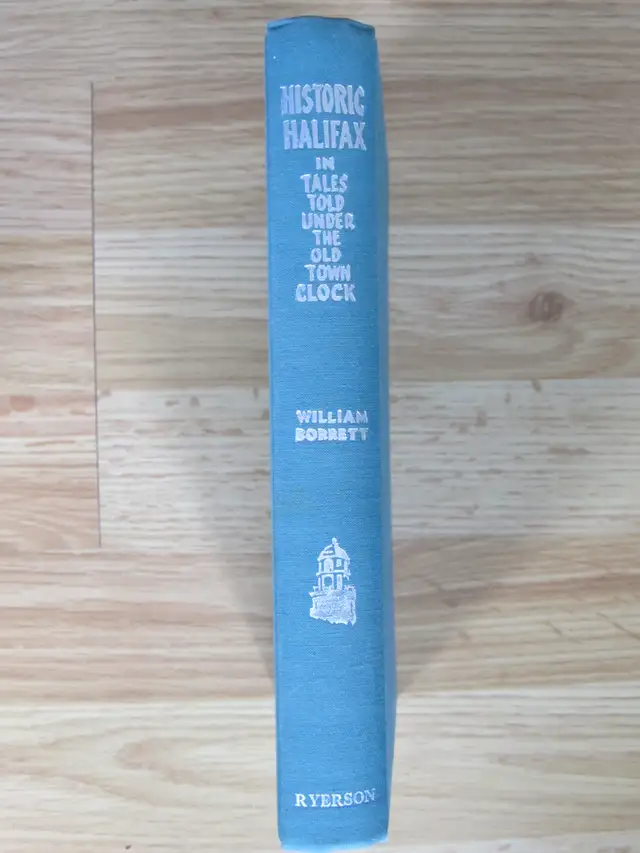 HISTORIC
HALIFAX
IN
TALES
TOLD
UNDER
THE
OLD
TOWN
CLOCK
WILLIAM
BORRETT
RYERSON